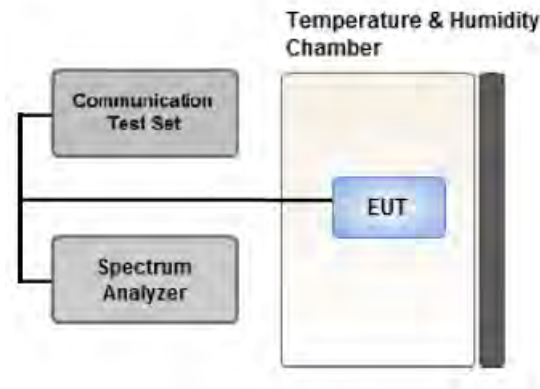 Temperature & Humidity
Chamber
Communication
Test Set
EUT
Spectrum
Analyzer